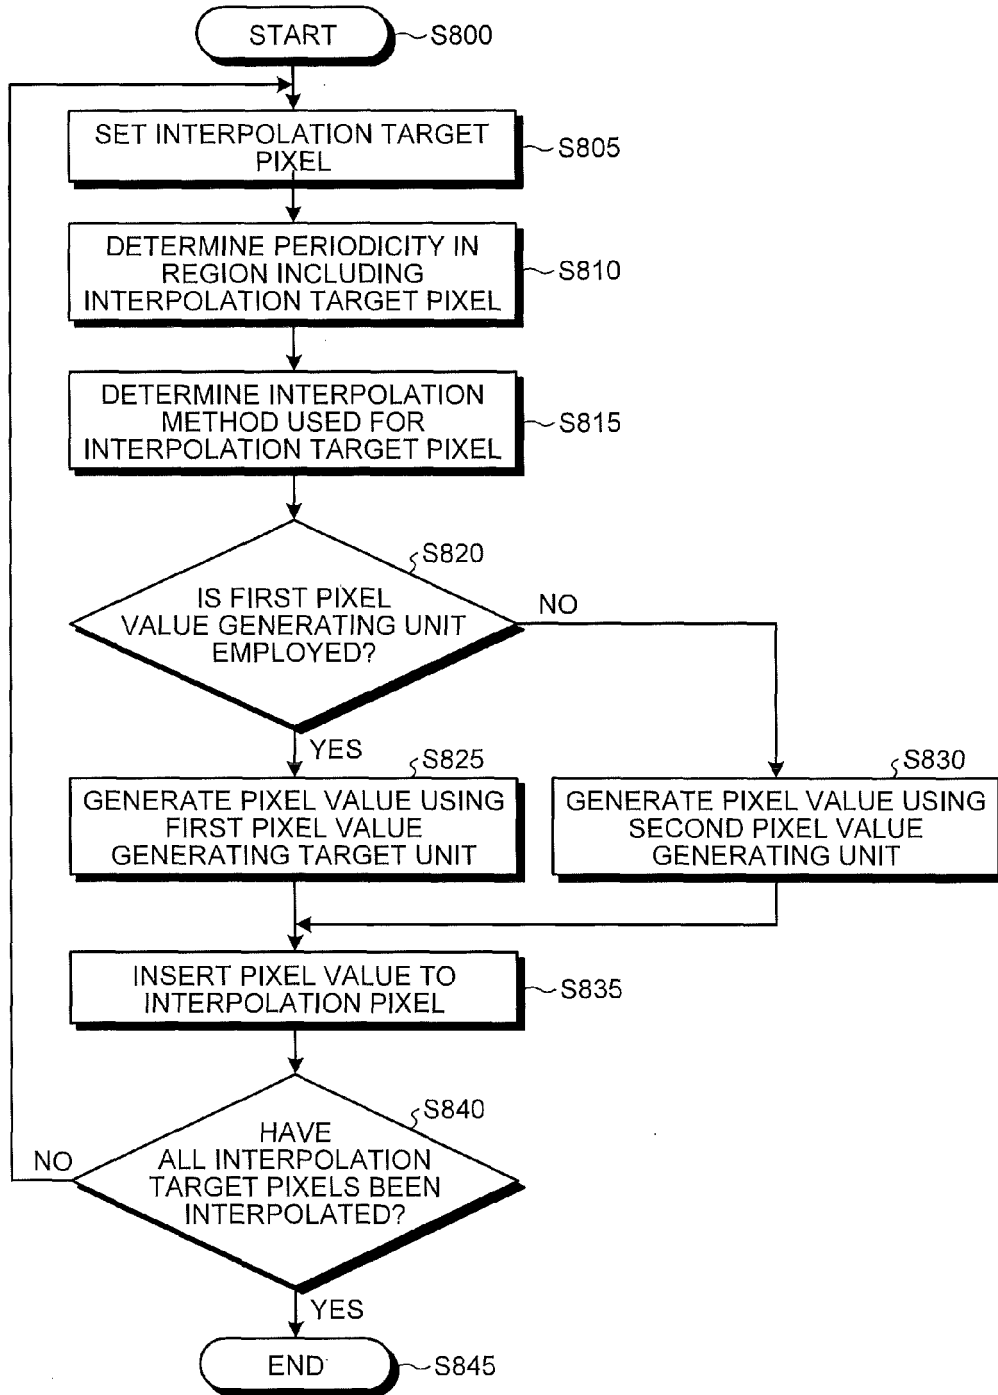 START
S800
SET INTERPOLATION TARGET
PIXEL
S805
DETERMINE PERIODICITY IN
REGION INCLUDING
INTERPOLATION TARGET PIXEL
S810
DETERMINE INTERPOLATION
METHOD USED FOR
INTERPOLATION TARGET PIXEL
S815
S820
IS FIRST PIXEL
VALUE GENERATING UNIT
EMPLOYED?
NO
YES
S825
GENERATE PIXEL VALUE USING
FIRST PIXEL VALUE
GENERATING TARGET UNIT
S830
GENERATE PIXEL VALUE USING
SECOND PIXEL VALUE
GENERATING UNIT
INSERT PIXEL VALUE TO
INTERPOLATION PIXEL
S835
S840
HAVE
ALL INTERPOLATION
TARGET PIXELS BEEN
INTERPOLATED?
NO
YES
END
S845